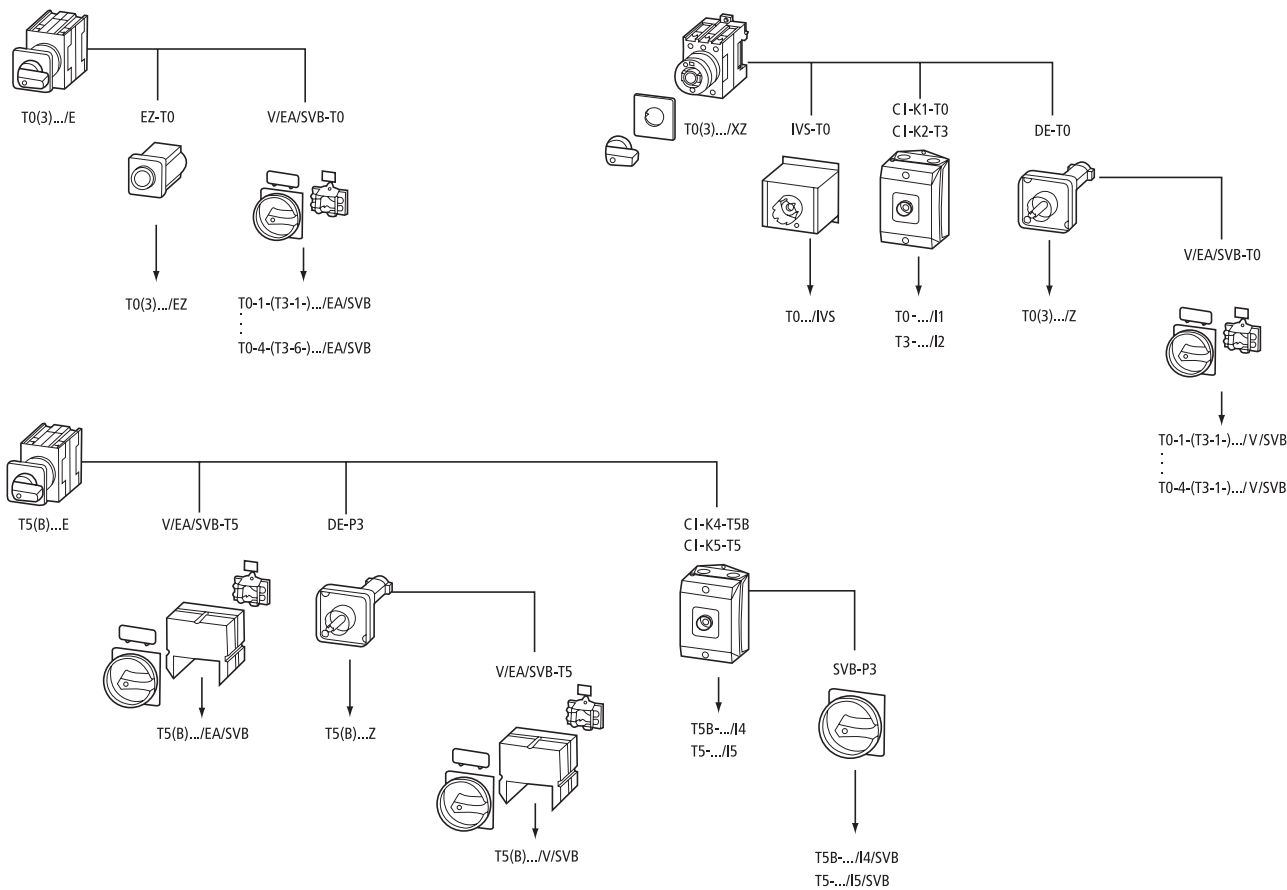 T0(3).../E
EZ-T0
V/EA/SVB-T0
T0(3).../EZ
T0-1-(T3-1-).../EA/SVB
:
:
T0-4-(T3-6-).../EA/SVB
T0(3).../XZ
IVS-T0
CI-K1-T0
CI-K2-T3
DE-T0
V/EA/SVB-T0
T0.../IVS
T0-.../I1
T3-.../I2
T0(3).../Z
T0-1-(T3-1-).../V/SVB
:
:
T0-4-(T3-1-).../V/SVB
T5(B)...E
V/EA/SVB-T5
DE-P3
CI-K4-T5B
CI-K5-T5
V/EA/SVB-T5
SVB-P3
T5(B).../EA/SVB
T5(B)...Z
T5B-.../I4
T5-.../I5
T5(B).../V/SVB
T5B-.../I4/SVB
T5-.../I5/SVB